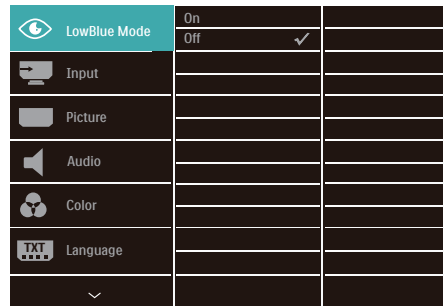 LowBlue Mode
On
Off
Input
Picture
Audio
Color
TXT
Language